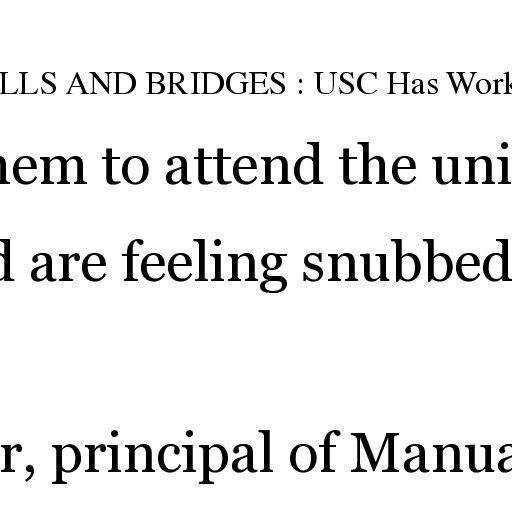 LLS AND BRIDGES : USC Has Work
hem to attend the uni
d are feeling snubbed
r, principal of Manua